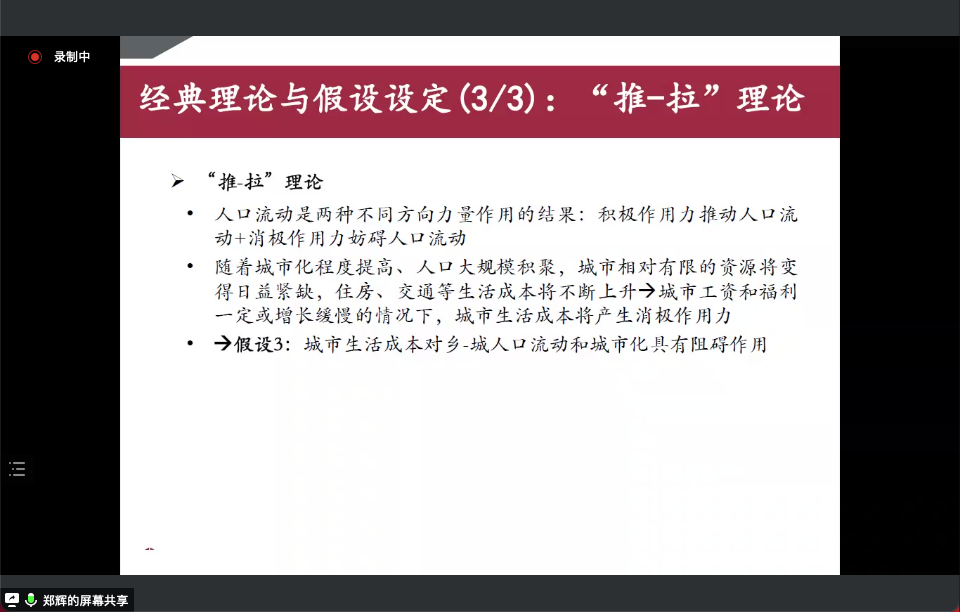 录制中
经典理论与假设设定(3/3)：“推-拉”理论
➢ “推-拉”理论
• 人口流动是两种不同方向力量作用的结果：积极作用力推动人口流
动+消极作用力妨碍人口流动
• 随着城市化程度提高、人口大规模积聚，城市相对有限的资源将变
得日益紧缺，住房、交通等生活成本将不断上升→城市工资和福利
一定或增长缓慢的情况下，城市生活成本将产生消极作用力
• →假设3：城市生活成本对乡-城人口流动和城市化具有阻碍作用
郑辉的屏幕共享